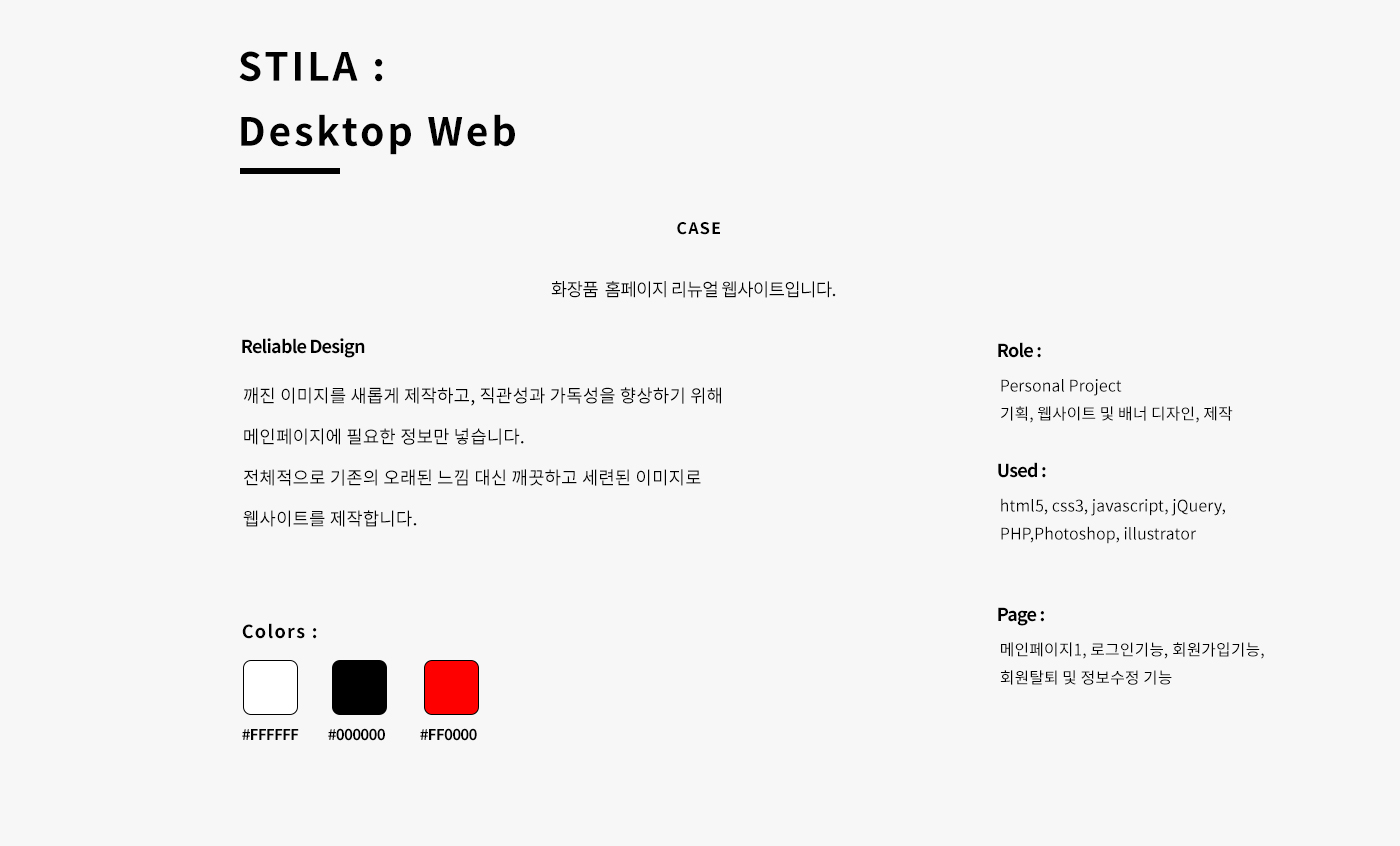 STILA :
Desktop Web
CASE
화장품 홈페이지 리뉴얼 웹사이트입니다.
Reliable Design
깨진 이미지를 새롭게 제작하고, 직관성과 가독성을 향상하기 위해
메인페이지에 필요한 정보만 넣습니다.
전체적으로 기존의 오래된 느낌 대신 깨끗하고 세련된 이미지로
웹사이트를 제작합니다.
Colors :
#FFFFFF #000000 #FF0000
Role :
Personal Project
기획, 웹사이트 및 배너 디자인, 제작
Used :
html5, css3, javascript, jQuery,
PHP,Photoshop, illustrator
Page :
메인페이지1, 로그인기능, 회원가입기능,
회원탈퇴 및 정보수정 기능